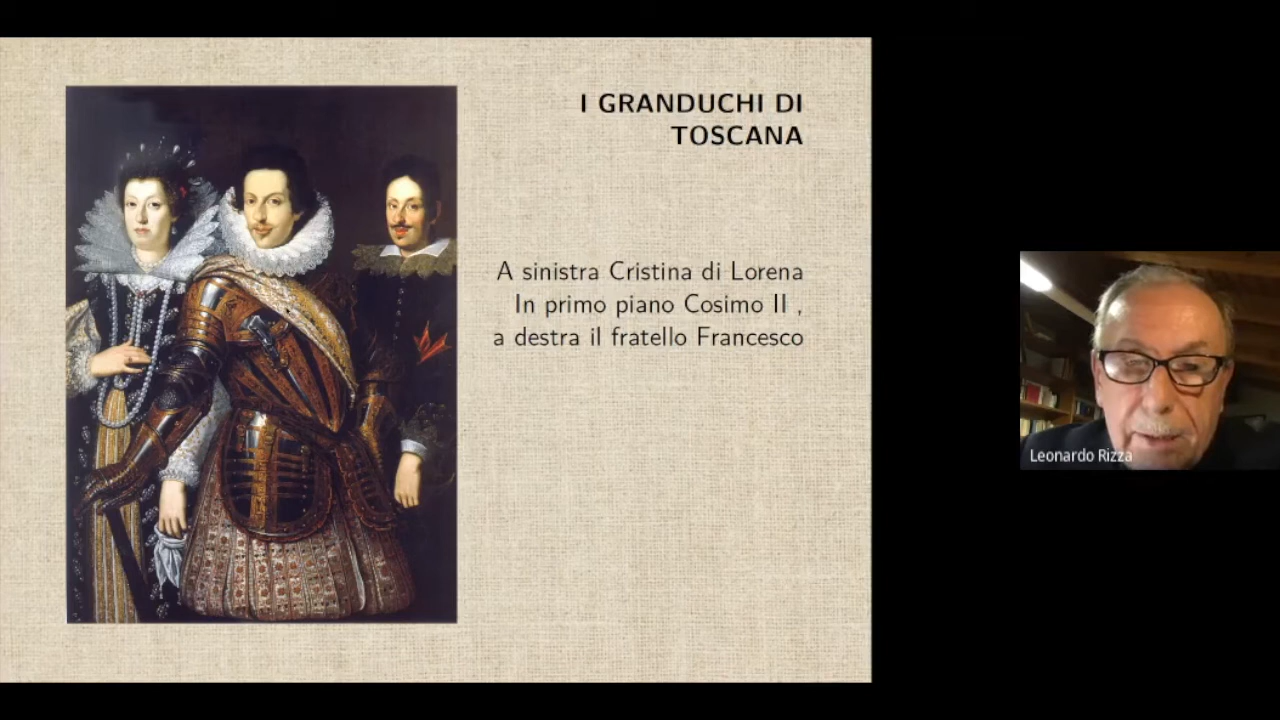 I GRANDUCHI DI
TOSCANA
A sinistra Cristina di Lorena
In primo piano Cosimo II ,
a destra il fratello Francesco
Leonardo Rizza